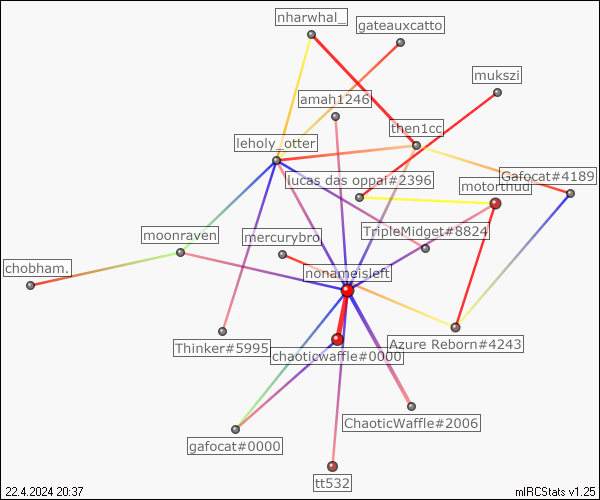 nharwhal_
gateauxcatto
mukszi
amah1246
then1cc
leholy_otter
Gafocat#4189
lucas das oppai#2396
motorthud
TripleMidget#8824
moonraven
mercurybro
chobham.
nonameisleft
Azure Reborn#4243
Thinker#5995
chaoticwaffle#0000
ChaoticWaffle#2006
gafocat#0000
tt532
22.4.2024 20:37
mIRCStats v1.25